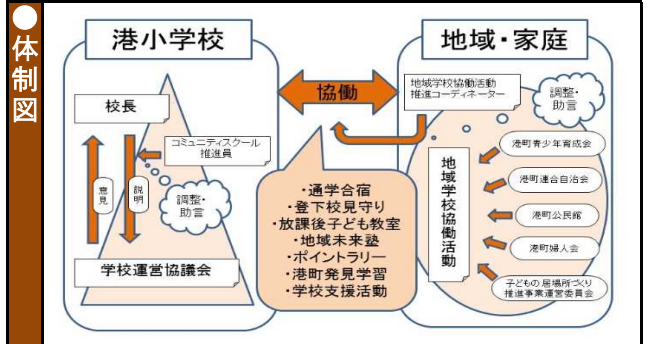 ●体制図
港小学校
校長
コミュニティスクール
推進員
意見
説明
調整・
助言
学校運営協議会
協働
・通学合宿
・登下校見守り
・放課後子ども教室
・地域未来塾
・ポイントラリー
・港町発見学習
・学校支援活動
地域・家庭
地域学校協働活動
推進コーディネーター
調整・
助言
地域学校協働活動
港町青少年育成会
港町連合自治会
港町公民館
港町婦人会
子どもの居場所づくり
推進事業運営委員会